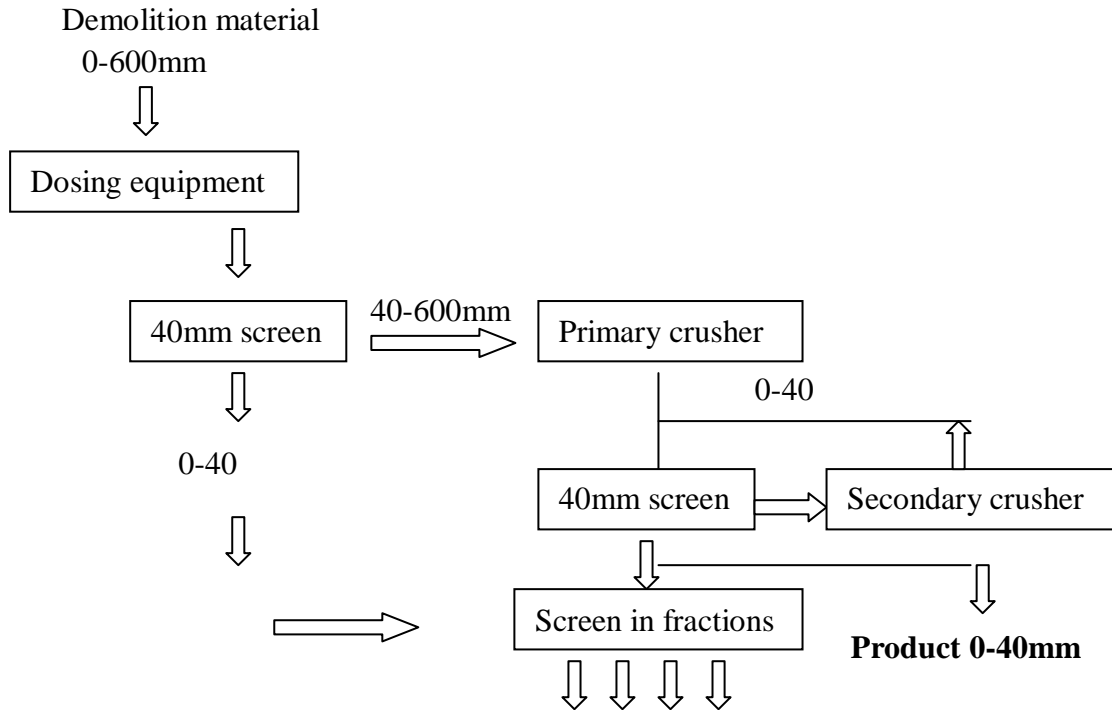 Demolition material
0-600mm
Dosing equipment
40-600mm
40mm screen
Primary crusher
0-40
0-40
40mm screen
Secondary crusher
Screen in fractions
Product 0-40mm